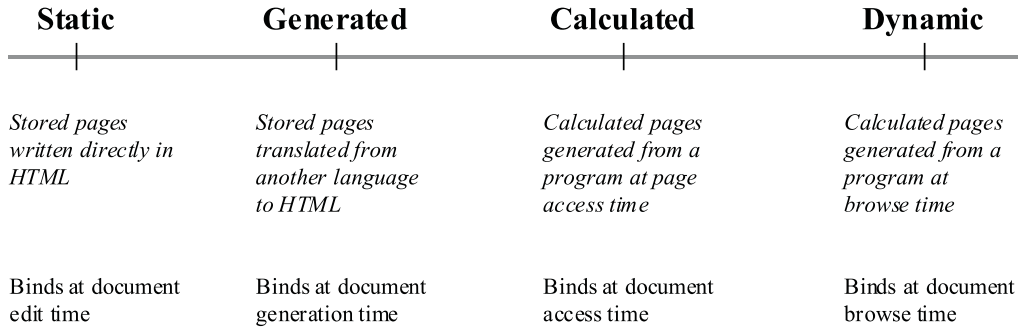 Static
Generated
Calculated
Dynamic
Stored pages
written directly in
HTML
Stored pages
translated from
another language
to HTML
Calculated pages
generated from a
program at page
access time
Calculated pages
generated from a
program at
browse time
Binds at document
edit time
Binds at document
generation time
Binds at document
access time
Binds at document
browse time